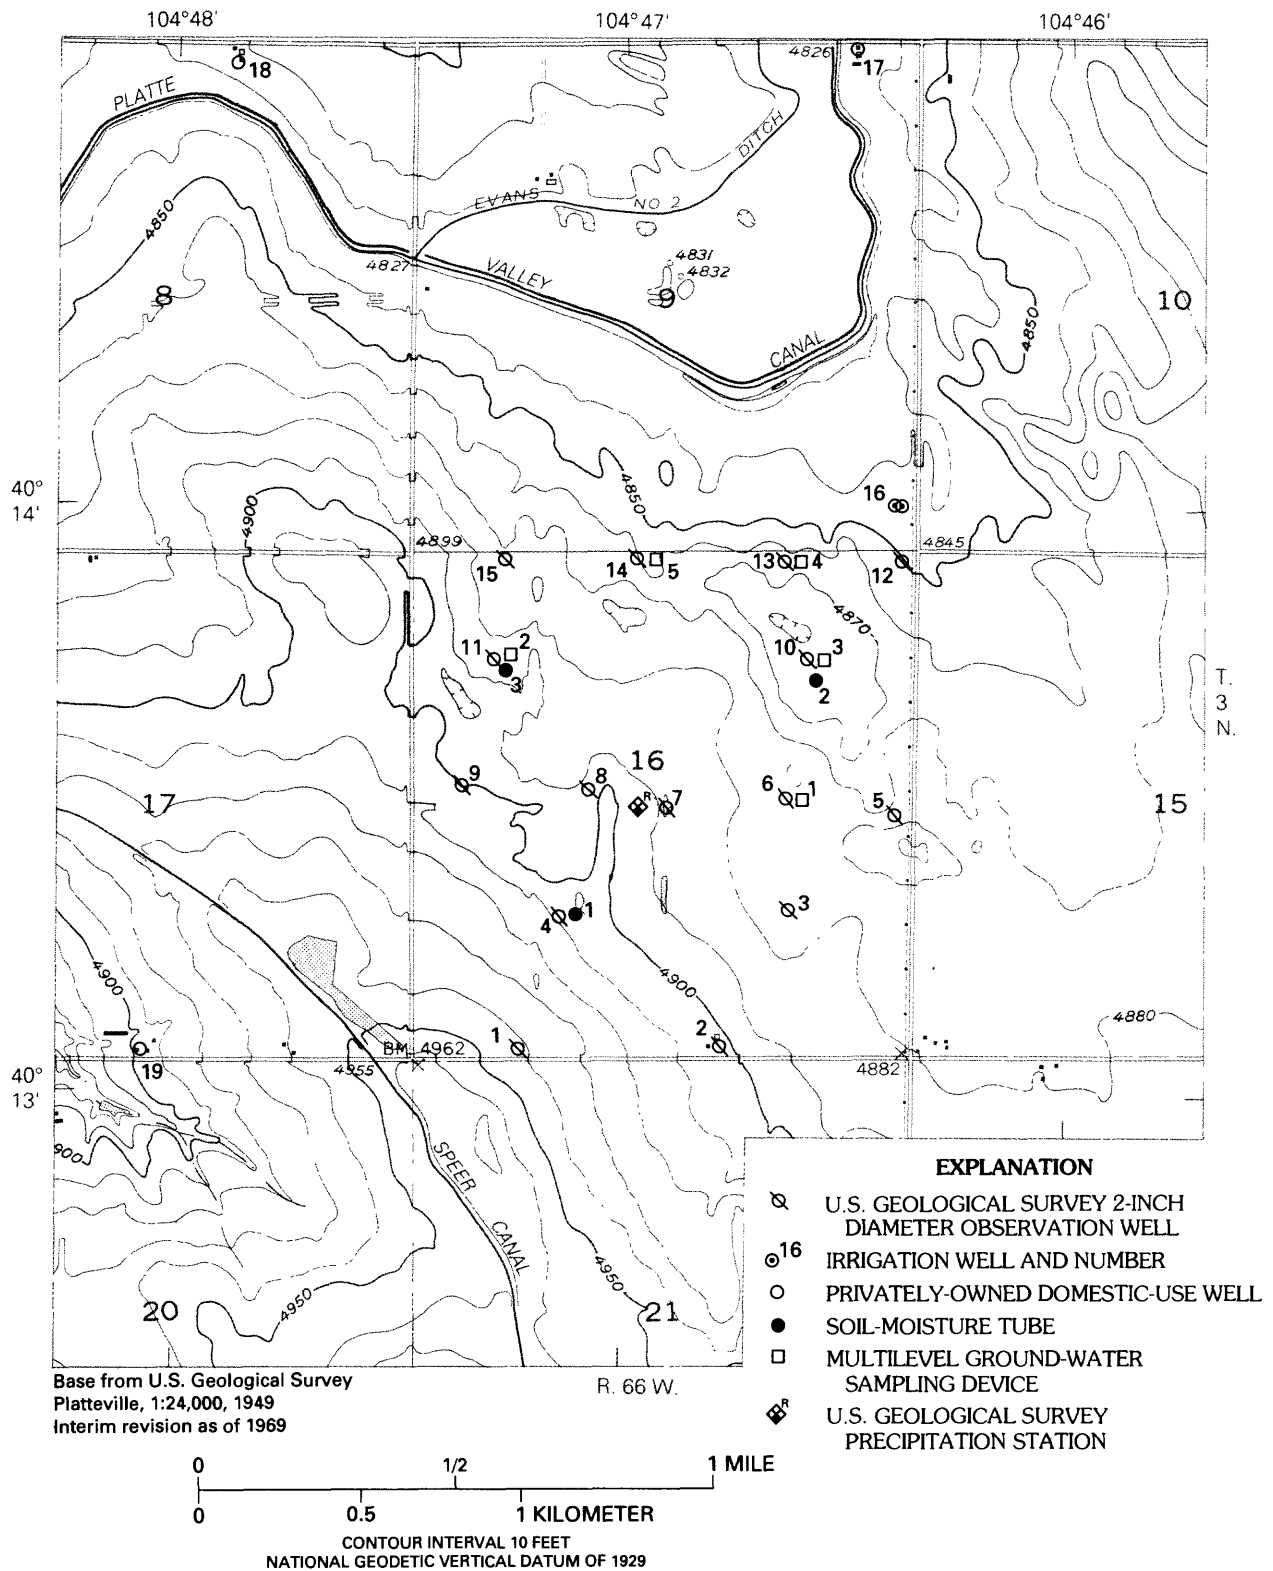 104°48'
104°47'
104°46'
18
4826
17
PLATTE
DITCH
EVANS
NO 2
4850
4831
4827
VALLEY
4832
8
9
10
4850
CANAL
4850
16
40°
14'
4900
4899
4845
15
14
5
13
4
12
4870
11
2
10
3
3
2
T.
3
N.
16
9
8
R
7
6
1
5
17
15
4
1
3
4900
4900
4880
1
2
BM 4962
19
4955
4882
40°
13'
900
SPEER
CANAL
4950
4950
20
21
EXPLANATION
U.S. GEOLOGICAL SURVEY 2-INCH
DIAMETER OBSERVATION WELL
16 IRRIGATION WELL AND NUMBER
PRIVATELY-OWNED DOMESTIC-USE WELL
SOIL-MOISTURE TUBE
MULTILEVEL GROUND-WATER
SAMPLING DEVICE
R U.S. GEOLOGICAL SURVEY
PRECIPITATION STATION
Base from U.S. Geological Survey
Platteville, 1:24,000, 1949
Interim revision as of 1969
R. 66 W.
0 1/2 1 MILE
0 0.5 1 KILOMETER
CONTOUR INTERVAL 10 FEET
NATIONAL GEODETIC VERTICAL DATUM OF 1929